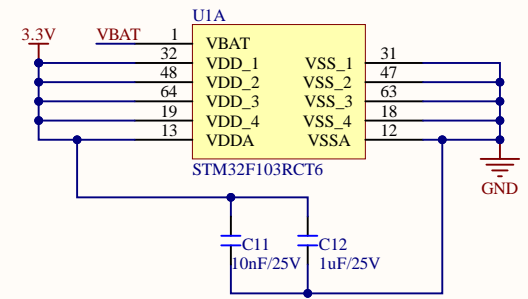 U1A
3.3V
VBAT 1 VBAT
32 VDD_1 VSS_1 31
48 VDD_2 VSS_2 47
64 VDD_3 VSS_3 63
19 VDD_4 VSS_4 18
13 VDDA VSSA 12
STM32F103RCT6
GND
C11 C12
10nF/25V 1uF/25V